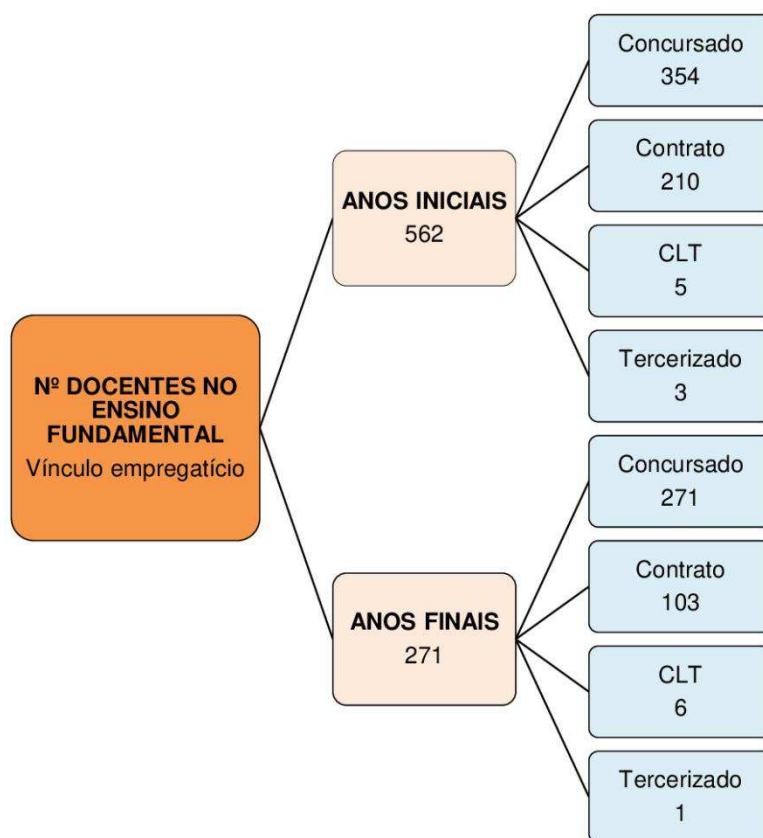 Nº DOCENTES NO
ENSINO
FUNDAMENTAL
Vínculo empregatício
ANOS INICIAIS
562
Concursado
354
Contrato
210
CLT
5
Tercerizado
3
ANOS FINAIS
271
Concursado
271
Contrato
103
CLT
6
Tercerizado
1